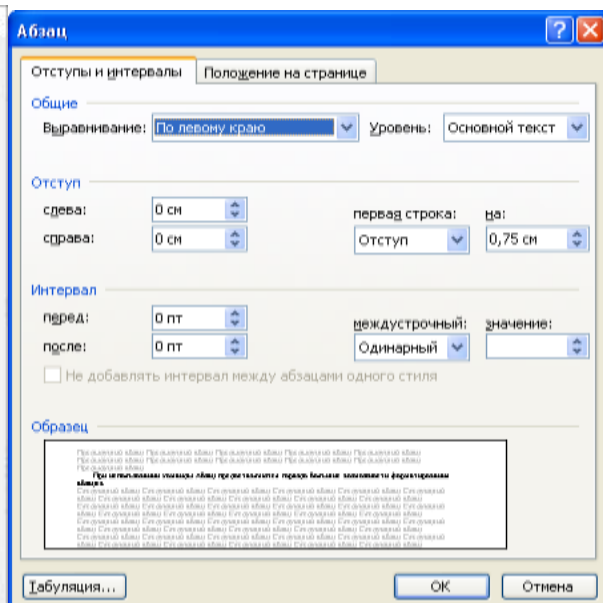 Абзац
Отступы и интервалы Положение на странице
Общие
Выравнивание: По левому краю Уровень: Основной текст
Отступ
слева: 0 см первая строка: на:
справа: 0 см Отступ 0,75 см
Интервал
перед: 0 пт междустрочный: значение:
после: 0 пт Одинарный
Не добавлять интервал между абзацами одного стиля
Образец
Табуляция... ОК Отмена